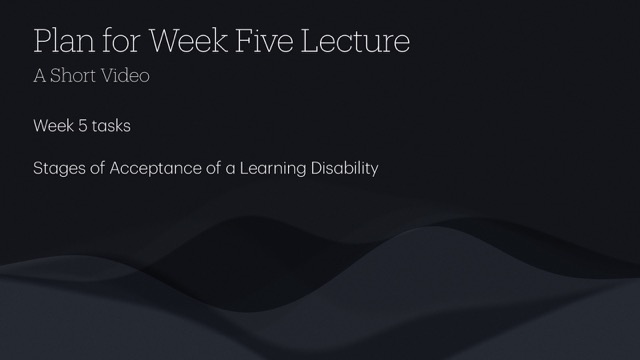 Plan for Week Five Lecture
A Short Video
Week 5 tasks
Stages of Acceptance of a Learning Disability